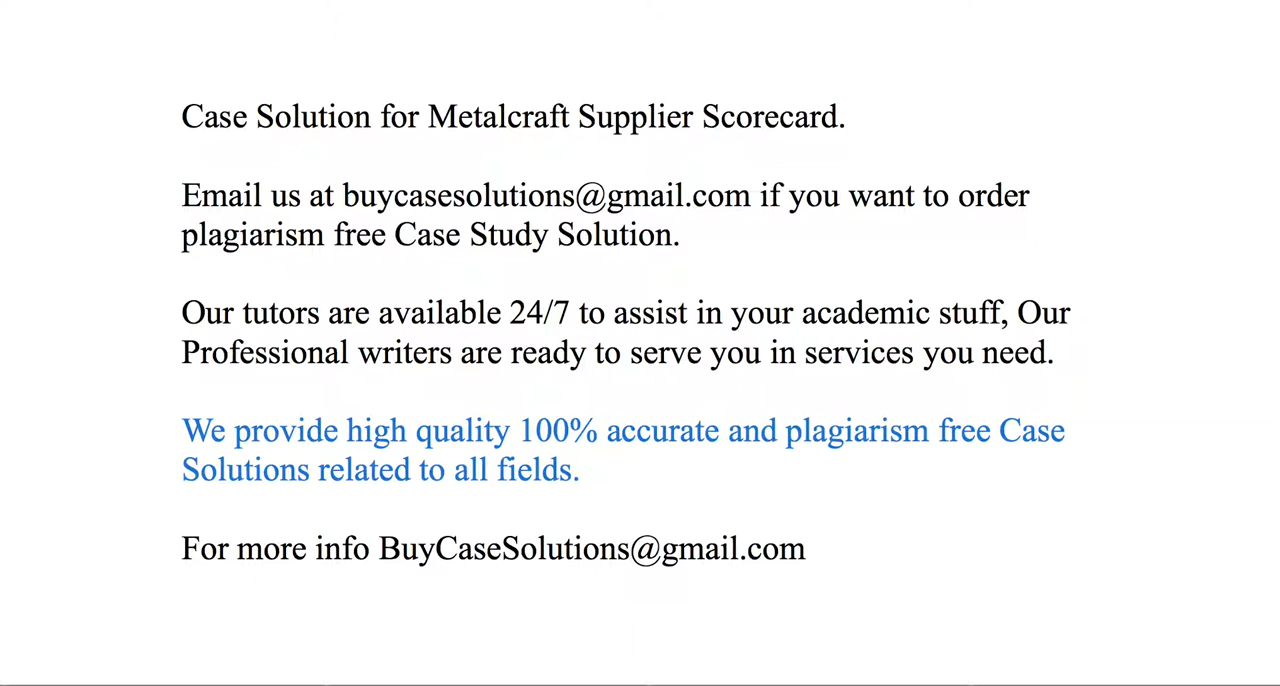 Case Solution for Metalcraft Supplier Scorecard.
Email us at buycasesolutions@gmail.com if you want to order
plagiarism free Case Study Solution.
Our tutors are available 24/7 to assist in your academic stuff, Our
Professional writers are ready to serve you in services you need.
We provide high quality 100% accurate and plagiarism free Case
Solutions related to all fields.
For more info BuyCaseSolutions@gmail.com